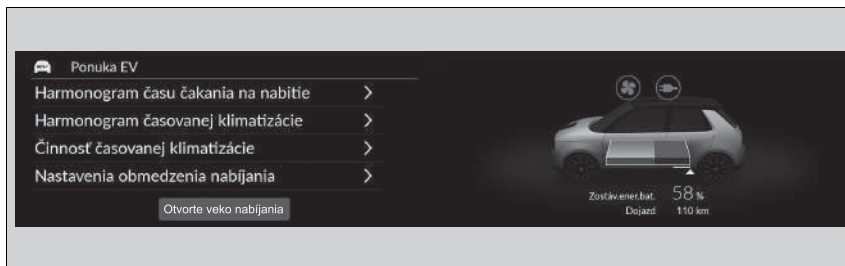 Ponuka EV
Harmonogram času čakania na nabitie
Harmonogram časovanej klimatizácie
Činnosť časovanej klimatizácie
Nastavenia obmedzenia nabíjania
Otvorte veko nabíjania
Zostáv.ener.bat. 58 %
Dojazd 110 km